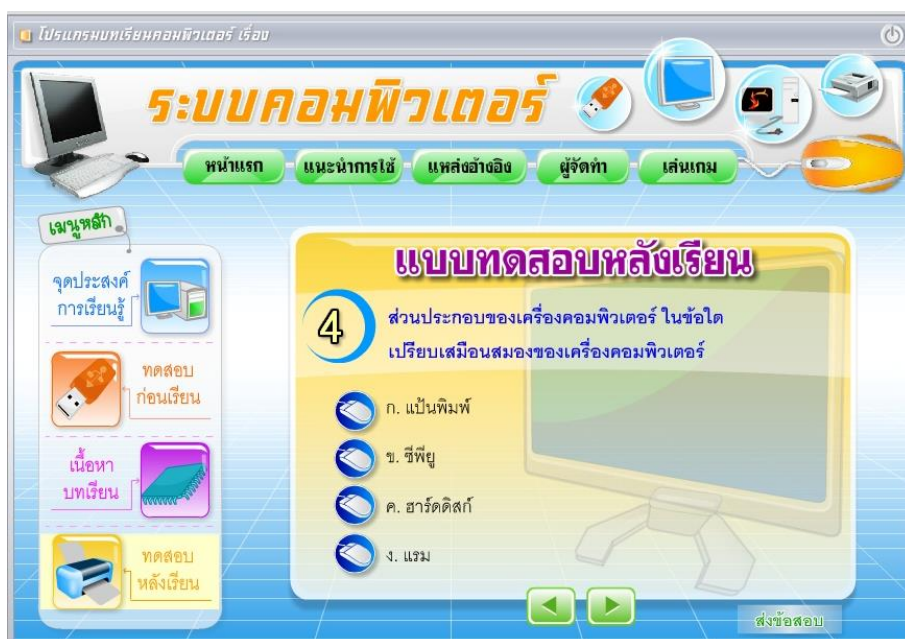 โปรแกรมบทเรียนคอมพิวเตอร์ เรื่อง
ระบบคอมพิวเตอร์
หน้าแรก แนะนำการใช้ แหล่งอ้างอิง ผู้จัดทำ เล่นเกม
เมนูหลัก
จุดประสงค์
การเรียนรู้
ทดสอบ
ก่อนเรียน
เนื้อหา
บทเรียน
ทดสอบ
หลังเรียน
แบบทดสอบหลังเรียน
4
ส่วนประกอบของเครื่องคอมพิวเตอร์ ในข้อใด
เปรียบเสมือนสมองของเครื่องคอมพิวเตอร์
ก. แป้นพิมพ์
ข. ซีพียู
ค. ฮาร์ดดิสก์
ง. แรม
ส่งข้อสอบ